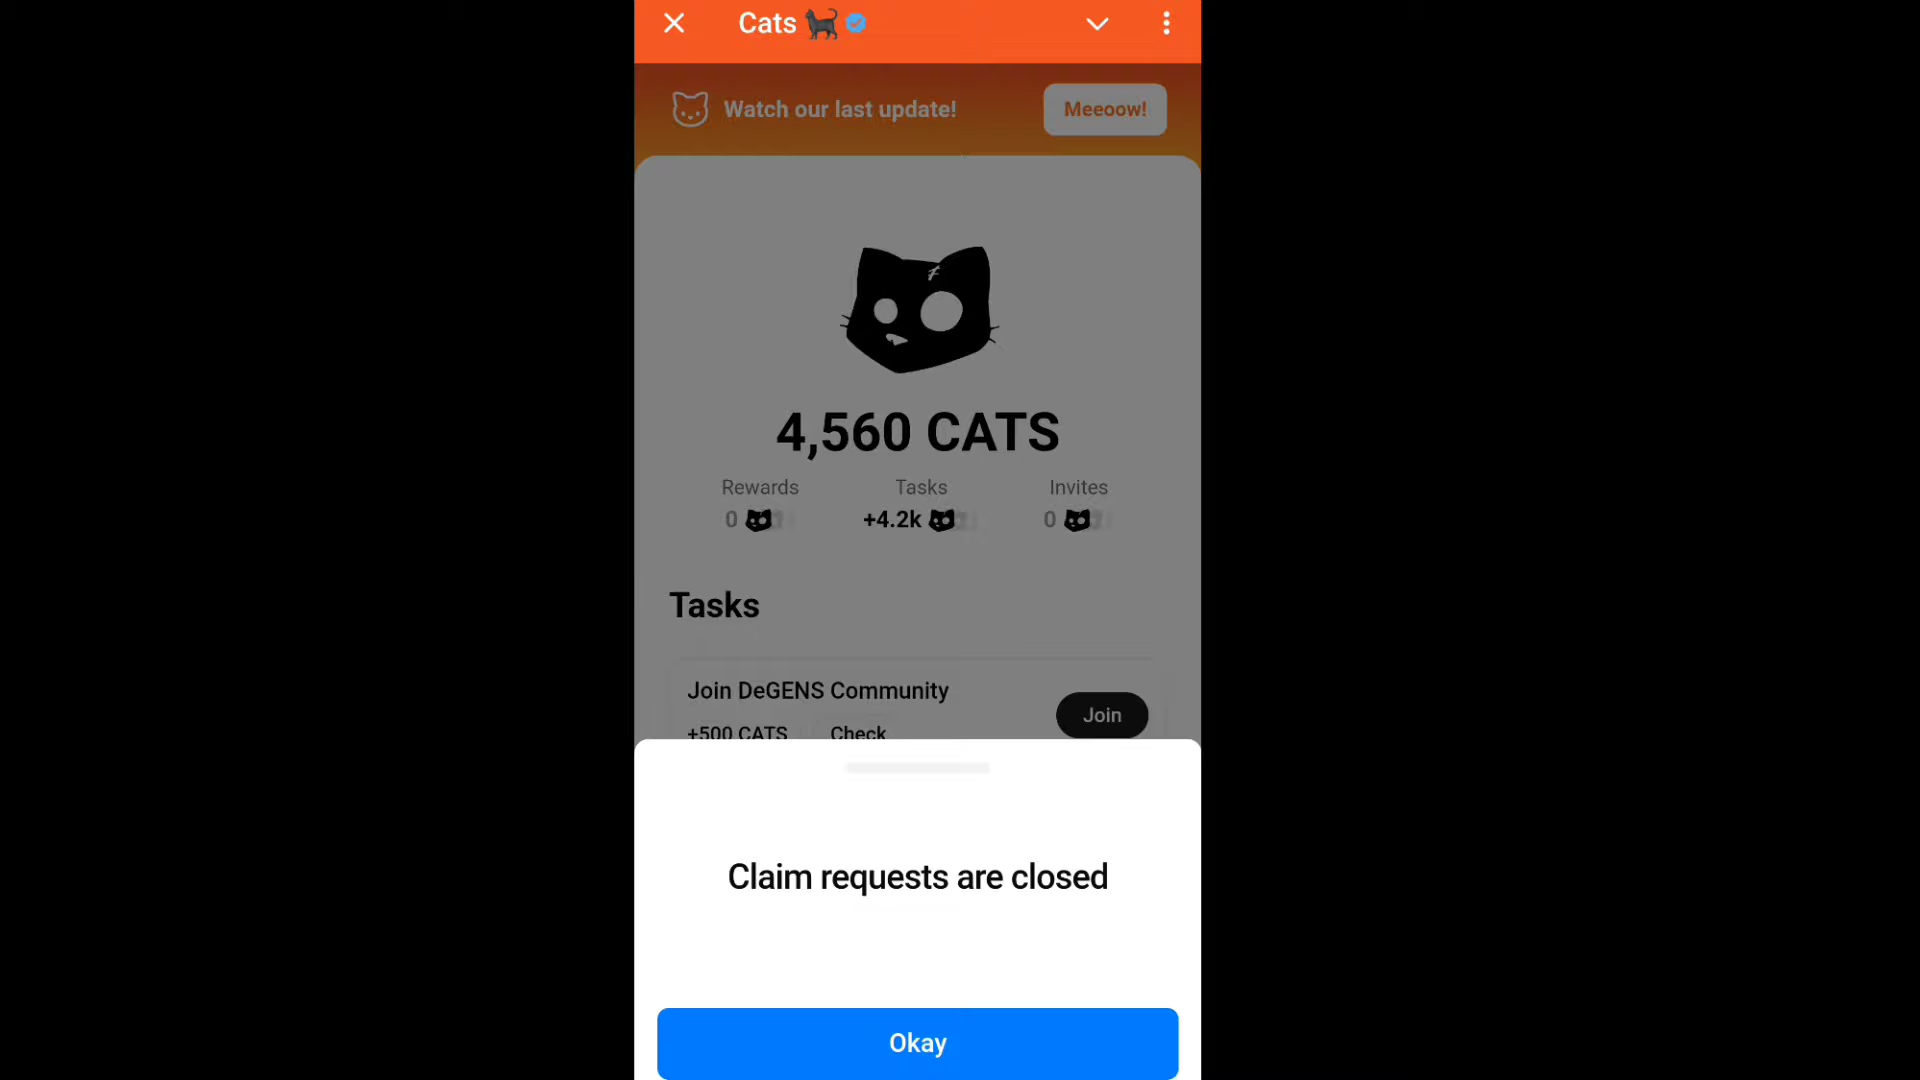 Cats
Watch our last update!
Meeoow!
4,560 CATS
Rewards Tasks Invites
0 +4.2k 0
Tasks
Join DeGENS Community
Join
+500 CATS Check
Claim requests are closed
Okay